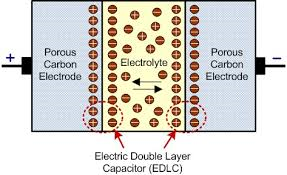 +
−
Porous
Carbon
Electrode
Electrolyte
Porous
Carbon
Electrode
Electric Double Layer
Capacitor (EDLC)